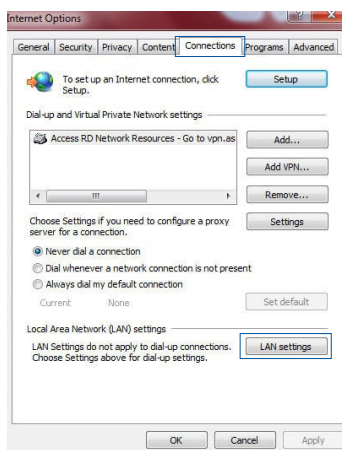 Internet Options
General Security Privacy Content Connections Programs Advanced
To set up an Internet connection, click Setup.
Setup
Dial-up and Virtual Private Network settings
Access RD Network Resources - Go to vpn.as
Add...
Add VPN...
Remove...
Choose Settings if you need to configure a proxy
server for a connection.
Settings
Never dial a connection
Dial whenever a network connection is not present
Always dial my default connection
Current None
Set default
Local Area Network (LAN) settings
LAN Settings do not apply to dial-up connections.
Choose Settings above for dial-up settings.
LAN settings
OK Cancel Apply